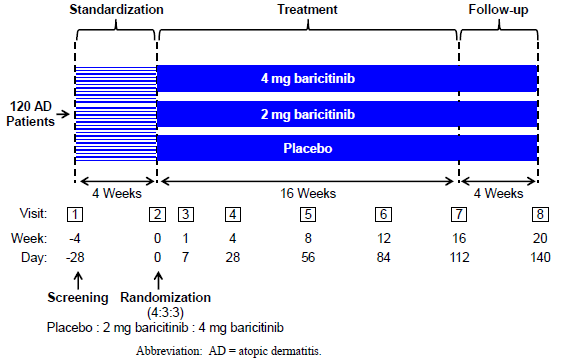 Standardization Treatment Follow-up
4 mg baricitinib
120 AD
Patients
2 mg baricitinib
Placebo
4 Weeks 16 Weeks 4 Weeks
Visit: 1 2 3 4 5 6 7 8
Week: -4 0 1 4 8 12 16 20
Day: -28 0 7 28 56 84 112 140
Screening Randomization
(4:3:3)
Placebo : 2 mg baricitinib : 4 mg baricitinib
Abbreviation: AD = atopic dermatitis.